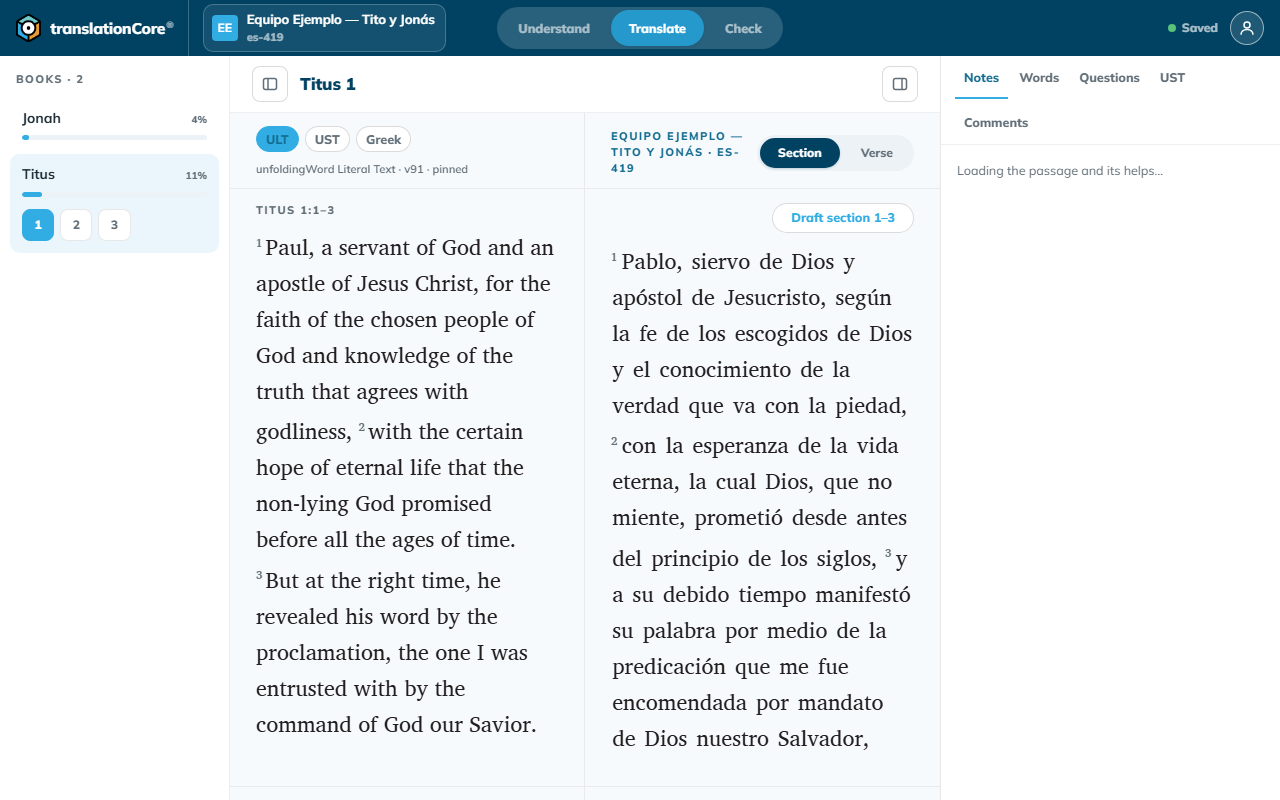 translationCore®
EE
Equipo Ejemplo — Tito y Jonás
es-419
Understand
Translate
Check
Saved
BOOKS · 2
Jonah
4%
Titus
11%
1
2
3
Titus 1
ULT
UST
Greek
unfoldingWord Literal Text · v91 · pinned
EQUIPO EJEMPLO —
TITO Y JONÁS · ES-
419
Section
Verse
TITUS 1:1–3
1 Paul, a servant of God and an
apostle of Jesus Christ, for the
faith of the chosen people of
God and knowledge of the
truth that agrees with
godliness, 2 with the certain
hope of eternal life that the
non-lying God promised
before all the ages of time.
3 But at the right time, he
revealed his word by the
proclamation, the one I was
entrusted with by the
command of God our Savior.
Draft section 1–3
1 Pablo, siervo de Dios y
apóstol de Jesucristo, según
la fe de los escogidos de Dios
y el conocimiento de la
verdad que va con la piedad,
2 con la esperanza de la vida
eterna, la cual Dios, que no
miente, prometió desde antes
del principio de los siglos, 3 y
a su debido tiempo manifestó
su palabra por medio de la
predicación que me fue
encomendada por mandato
de Dios nuestro Salvador,
Notes
Words
Questions
UST
Comments
Loading the passage and its helps…